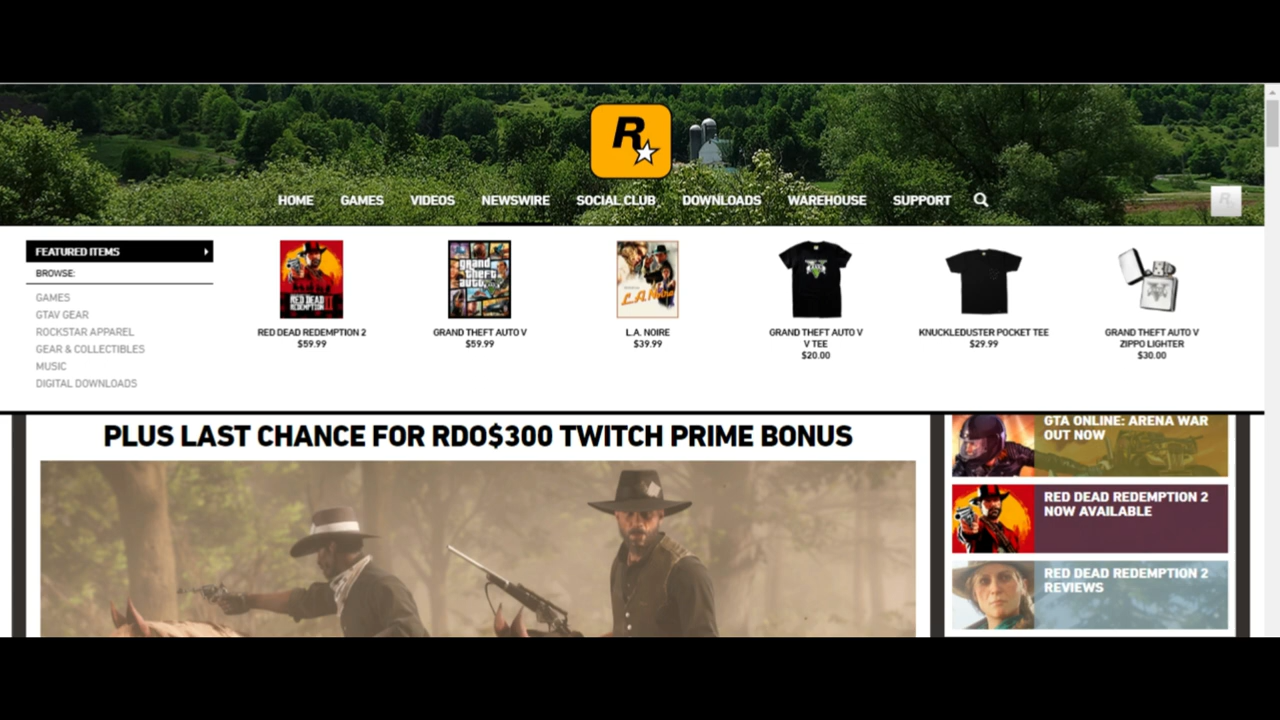 R
HOME GAMES VIDEOS NEWSWIRE SOCIAL CLUB DOWNLOADS WAREHOUSE SUPPORT
FEATURED ITEMS
BROWSE:
GAMES
GTAV GEAR
ROCKSTAR APPAREL
GEAR & COLLECTIBLES
MUSIC
DIGITAL DOWNLOADS
RED DEAD REDEMPTION 2
$59.99
grand
theft
auto
GRAND THEFT AUTO V
$59.99
L.A. Noire
L.A. NOIRE
$39.99
GRAND THEFT AUTO V
V TEE
$20.00
KNUCKLEDUSTER POCKET TEE
$29.99
GRAND THEFT AUTO V
ZIPPO LIGHTER
$30.00
PLUS LAST CHANCE FOR RDO$300 TWITCH PRIME BONUS
GTA ONLINE: ARENA WAR
OUT NOW
RED DEAD REDEMPTION 2
NOW AVAILABLE
RED DEAD REDEMPTION 2
REVIEWS